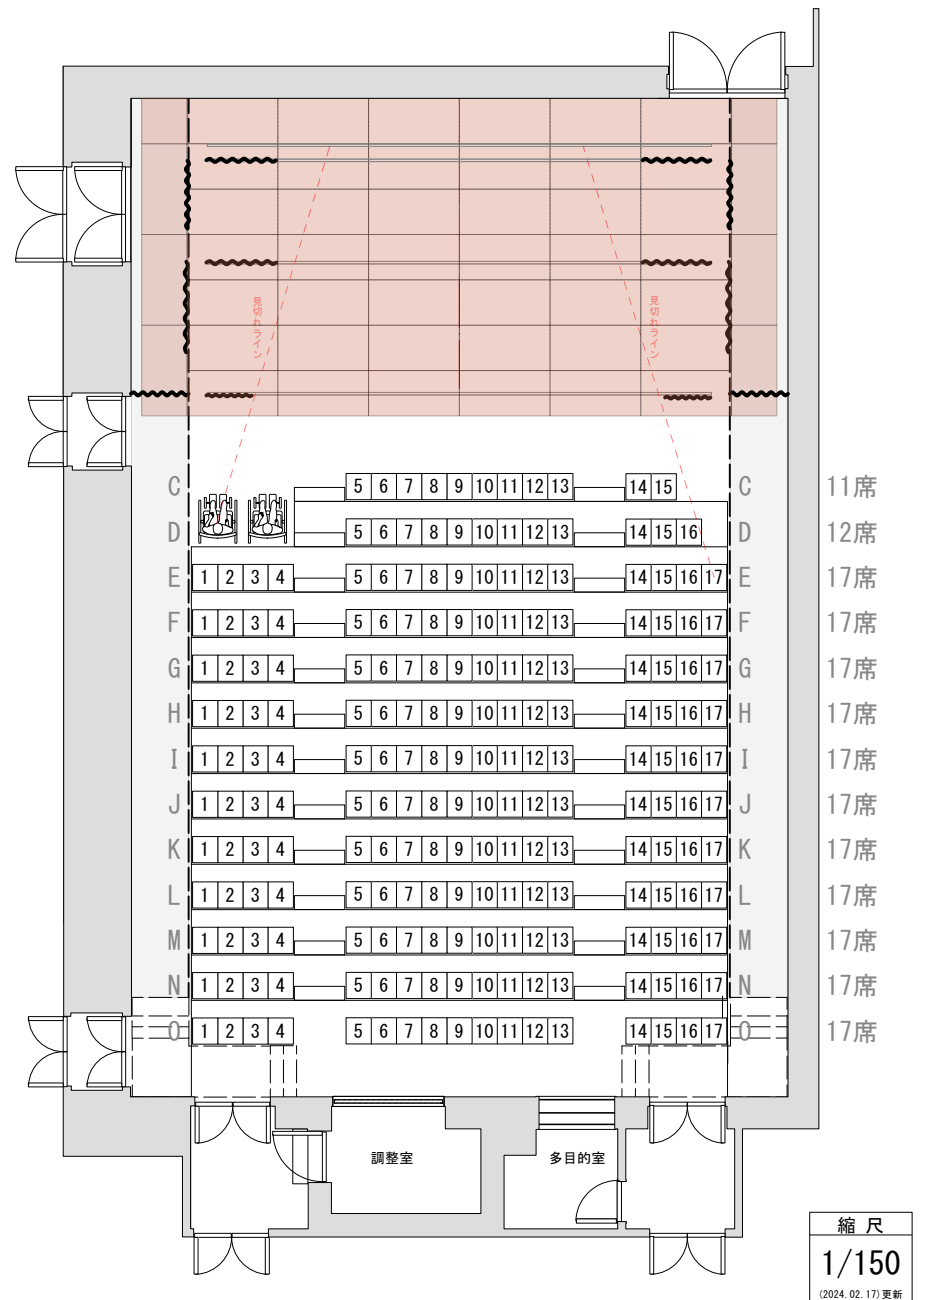 見切れライン
見切れライン
C 5 6 7 8 9 10 11 12 13 14 15 C 11席
D 5 6 7 8 9 10 11 12 13 14 15 16 D 12席
E 1 2 3 4 5 6 7 8 9 10 11 12 13 14 15 16 17 E 17席
F 1 2 3 4 5 6 7 8 9 10 11 12 13 14 15 16 17 F 17席
G 1 2 3 4 5 6 7 8 9 10 11 12 13 14 15 16 17 G 17席
H 1 2 3 4 5 6 7 8 9 10 11 12 13 14 15 16 17 H 17席
I 1 2 3 4 5 6 7 8 9 10 11 12 13 14 15 16 17 I 17席
J 1 2 3 4 5 6 7 8 9 10 11 12 13 14 15 16 17 J 17席
K 1 2 3 4 5 6 7 8 9 10 11 12 13 14 15 16 17 K 17席
L 1 2 3 4 5 6 7 8 9 10 11 12 13 14 15 16 17 L 17席
M 1 2 3 4 5 6 7 8 9 10 11 12 13 14 15 16 17 M 17席
N 1 2 3 4 5 6 7 8 9 10 11 12 13 14 15 16 17 N 17席
O 1 2 3 4 5 6 7 8 9 10 11 12 13 14 15 16 17 O 17席
調整室 多目的室
縮尺
1/150
(2024.02.17)更新